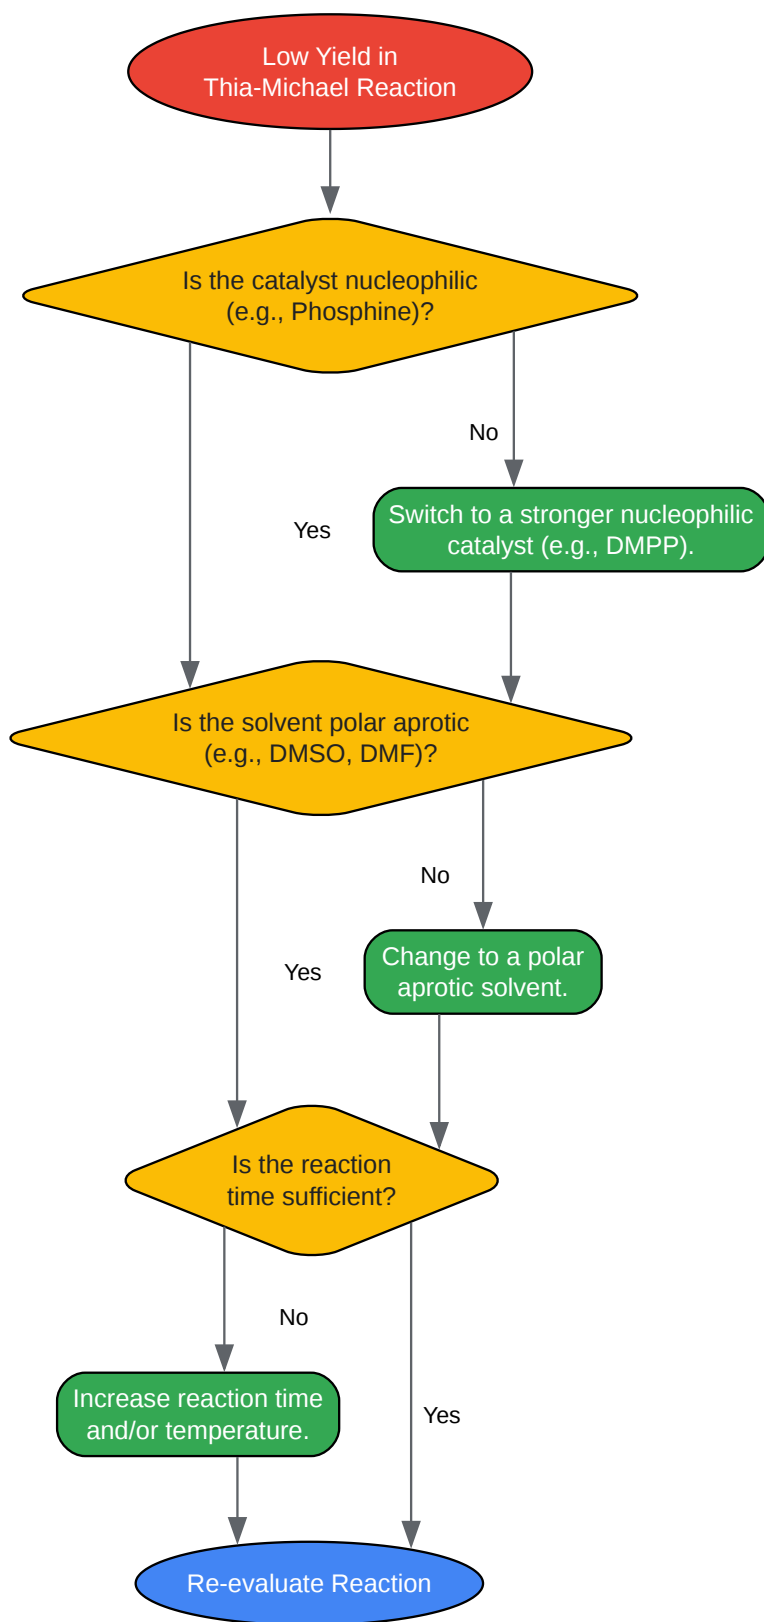 Low Yield in
Thia-Michael Reaction
Is the catalyst nucleophilic
(e.g., Phosphine)?
No
Switch to a stronger nucleophilic
catalyst (e.g., DMPP).
Yes
Is the solvent polar aprotic
(e.g., DMSO, DMF)?
No
Change to a polar
aprotic solvent.
Yes
Is the reaction
time sufficient?
No
Increase reaction time
and/or temperature.
Yes
Re-evaluate Reaction